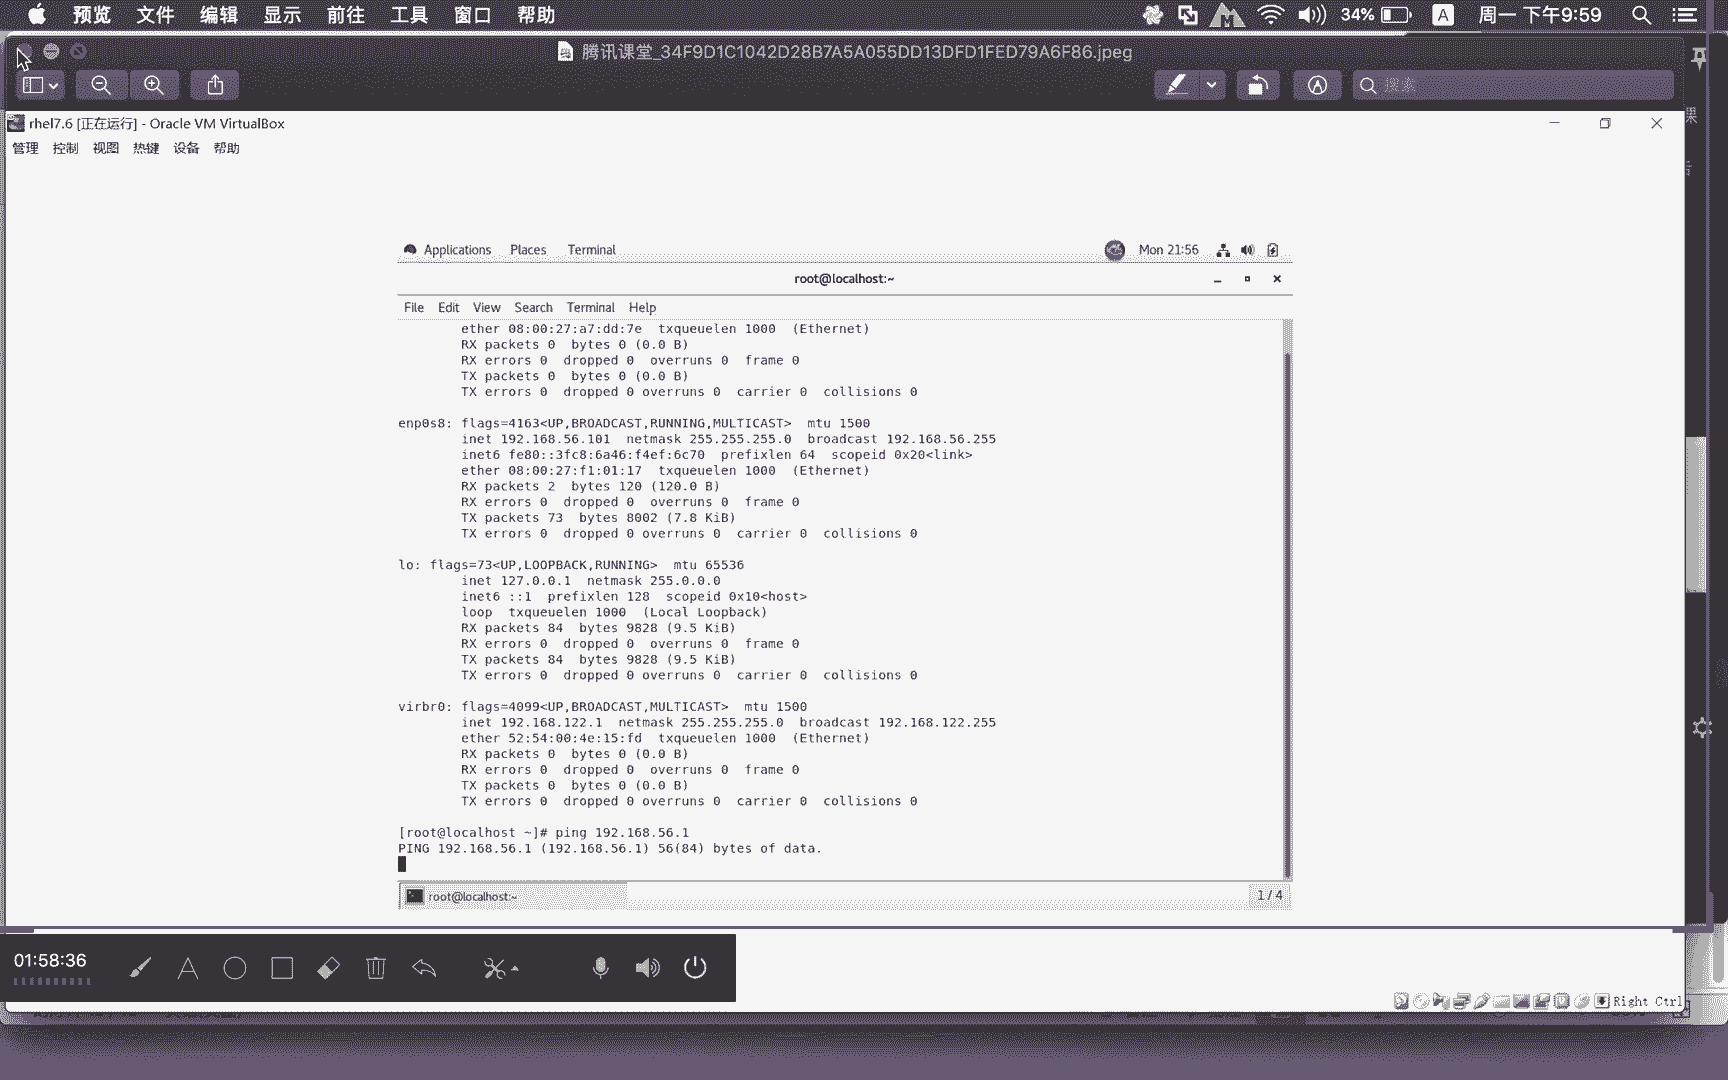 预览 文件 编辑 显示 前往 工具 窗口 帮助 34% A 周一 下午9:59
腾讯课堂_34F9D1C1042D28B7A5A055DD13DFD1FED79A6F86.jpeg
搜索
rhel7.6 [正在运行] - Oracle VM VirtualBox
管理 控制 视图 热键 设备 帮助
Applications Places Terminal Mon 21:56
root@localhost:~
File Edit View Search Terminal Help
ether 08:00:27:a7:dd:7e txqueuelen 1000 (Ethernet)
RX packets 0 bytes 0 (0.0 B)
RX errors 0 dropped 0 overruns 0 frame 0
TX packets 0 bytes 0 (0.0 B)
TX errors 0 dropped 0 overruns 0 carrier 0 collisions 0
enp0s8: flags=4163<UP,BROADCAST,RUNNING,MULTICAST> mtu 1500
inet 192.168.56.101 netmask 255.255.255.0 broadcast 192.168.56.255
inet6 fe80::3fc8:6a46:f4ef:6c70 prefixlen 64 scopeid 0x20<link>
ether 08:00:27:f1:01:17 txqueuelen 1000 (Ethernet)
RX packets 2 bytes 120 (120.0 B)
RX errors 0 dropped 0 overruns 0 frame 0
TX packets 73 bytes 8002 (7.8 KiB)
TX errors 0 dropped 0 overruns 0 carrier 0 collisions 0
lo: flags=73<UP,LOOPBACK,RUNNING> mtu 65536
inet 127.0.0.1 netmask 255.0.0.0
inet6 ::1 prefixlen 128 scopeid 0x10<host>
loop txqueuelen 1000 (Local Loopback)
RX packets 84 bytes 9828 (9.5 KiB)
RX errors 0 dropped 0 overruns 0 frame 0
TX packets 84 bytes 9828 (9.5 KiB)
TX errors 0 dropped 0 overruns 0 carrier 0 collisions 0
virbr0: flags=4099<UP,BROADCAST,MULTICAST> mtu 1500
inet 192.168.122.1 netmask 255.255.255.0 broadcast 192.168.122.255
ether 52:54:00:4e:15:fd txqueuelen 1000 (Ethernet)
RX packets 0 bytes 0 (0.0 B)
RX errors 0 dropped 0 overruns 0 frame 0
TX packets 0 bytes 0 (0.0 B)
TX errors 0 dropped 0 overruns 0 carrier 0 collisions 0
[root@localhost ~]# ping 192.168.56.1
PING 192.168.56.1 (192.168.56.1) 56(84) bytes of data.
root@localhost:~ 1 / 4
01:58:36
Right Ctrl